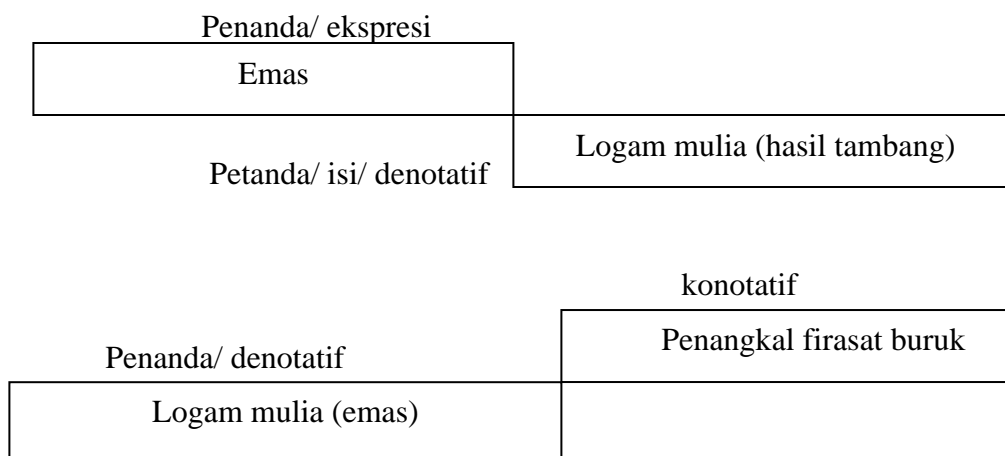 Penanda/ ekspresi
Emas
Logam mulia (hasil tambang)
Petanda/ isi/ denotatif
konotatif
Penangkal firasat buruk
Penanda/ denotatif
Logam mulia (emas)